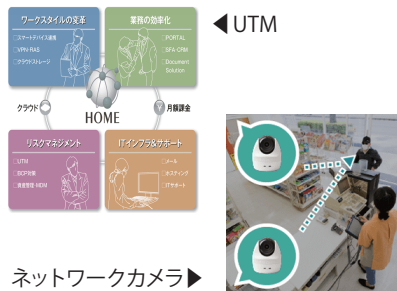 ワークスタイルの変革
□スマートデバイス連携
□VPN・RAS
□クラウドストレージ
業務の効率化
□PORTAL
□SFA・CRM
□Document
Solution
◀UTM
クラウド
HOME
月額課金
リスクマネジメント
□UTM
□BCP対策
□資産管理・MDM
ITインフラ&サポート
□メール
□ホスティング
□ITサポート
ネットワークカメラ▶